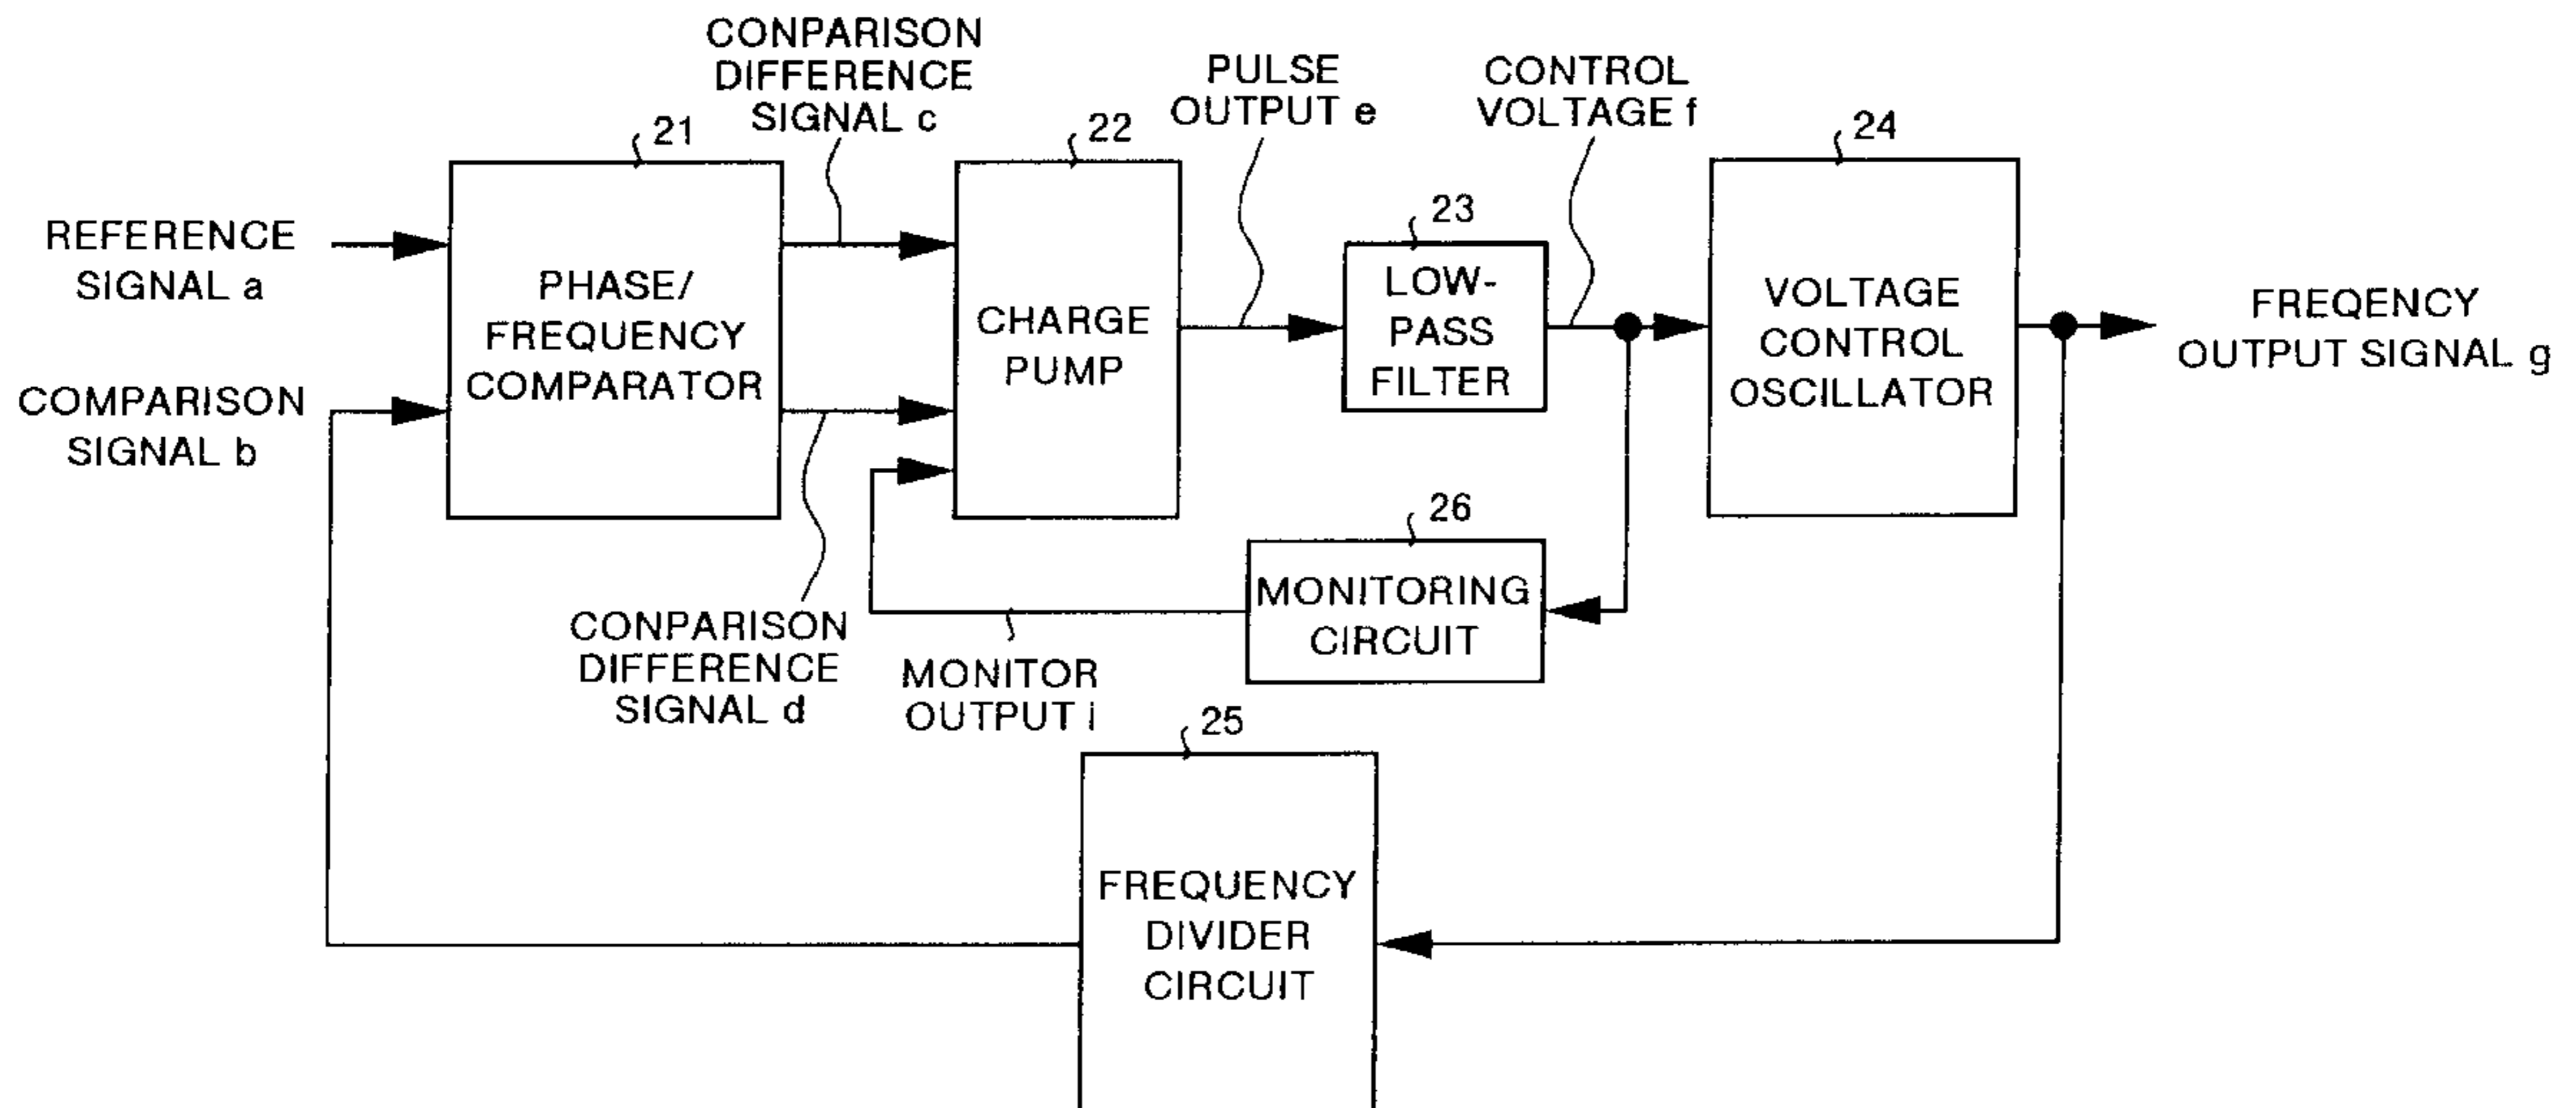 CONPARISON
DIFFERENCE
SIGNAL c
PULSE
OUTPUT e
CONTROL
VOLTAGE f
21
22
23
24
REFERENCE
SIGNAL a
COMPARISON
SIGNAL b
PHASE/
FREQUENCY
COMPARATOR
CHARGE
PUMP
LOW-
PASS
FILTER
VOLTAGE
CONTROL
OSCILLATOR
FREQENCY
OUTPUT SIGNAL g
26
MONITORING
CIRCUIT
CONPARISON
DIFFERENCE
SIGNAL d
MONITOR
OUTPUT i
25
FREQUENCY
DIVIDER
CIRCUIT